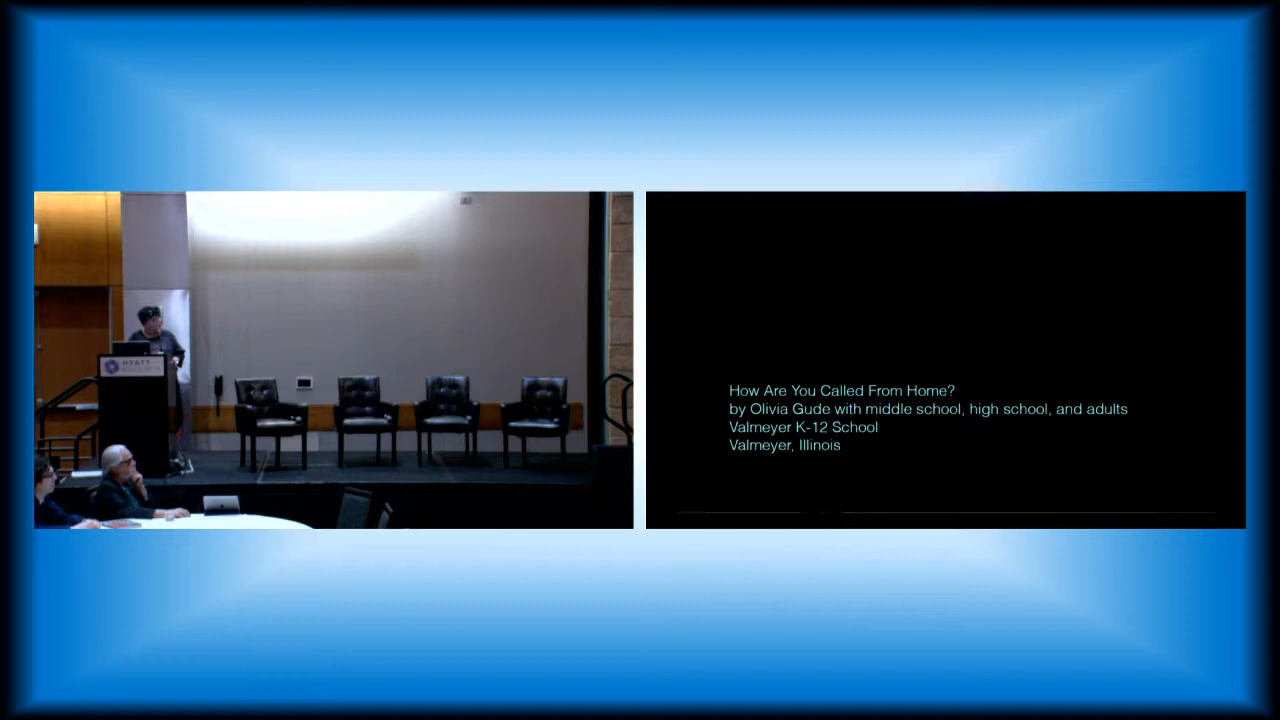 HYATT
How Are You Called From Home?
by Olivia Gude with middle school, high school, and adults
Valmeyer K-12 School
Valmeyer, Illinois